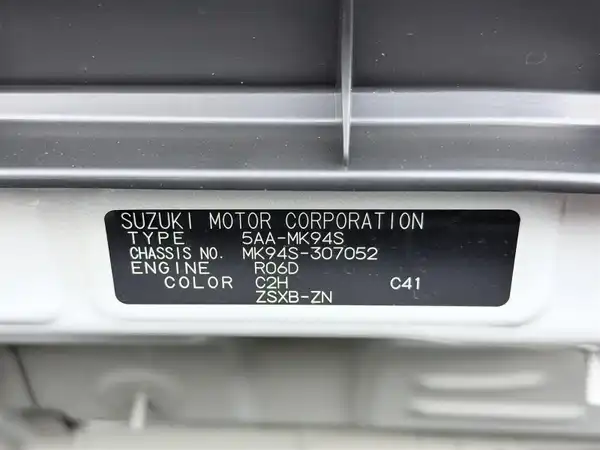 SUZUKI MOTOR CORPORATION
TYPE 5AA-MK94S
CHASSIS NO. MK94S-307052
ENGINE R06D
COLOR C2H C41
ZSXB-ZN